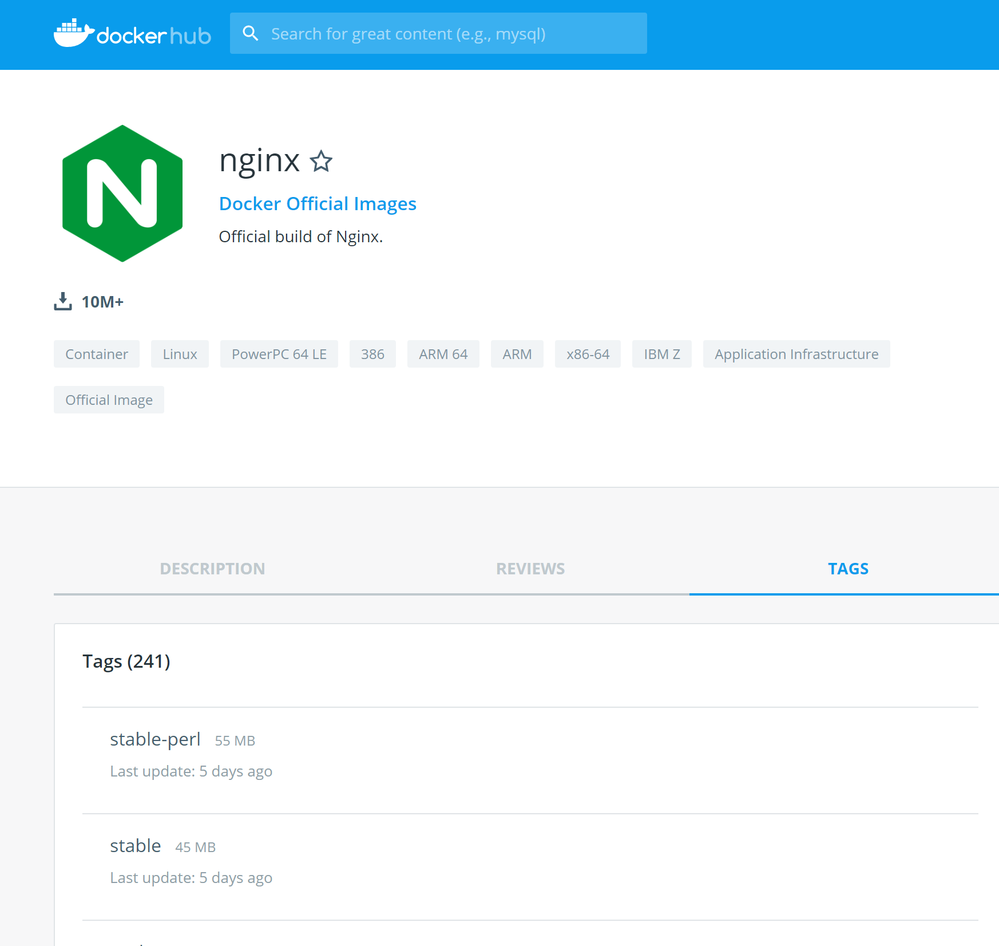 dockerhub Search for great content (e.g., mysql)
nginx
Docker Official Images
Official build of Nginx.
10M+
Container Linux PowerPC 64 LE 386 ARM 64 ARM x86-64 IBM Z Application Infrastructure
Official Image
DESCRIPTION REVIEWS TAGS
Tags (241)
stable-perl 55 MB
Last update: 5 days ago
stable 45 MB
Last update: 5 days ago